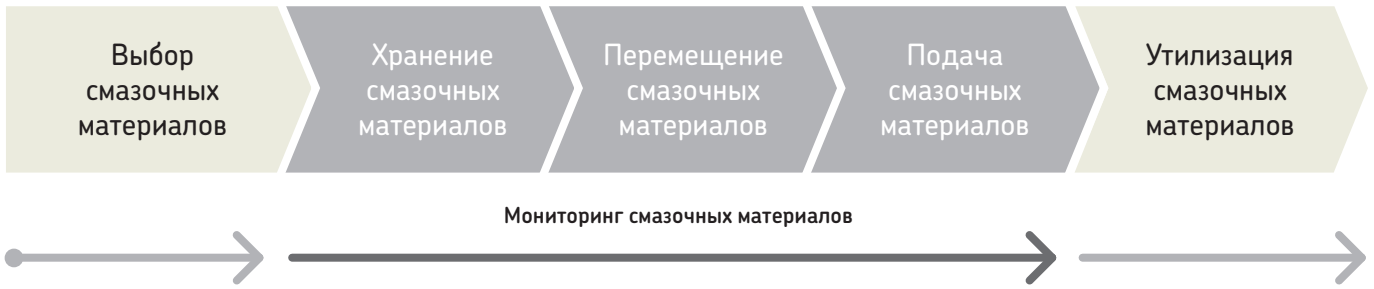 Выбор
смазочных
материалов
Хранение
смазочных
материалов
Перемещение
смазочных
материалов
Подача
смазочных
материалов
Утилизация
смазочных
материалов
Мониторинг смазочных материалов